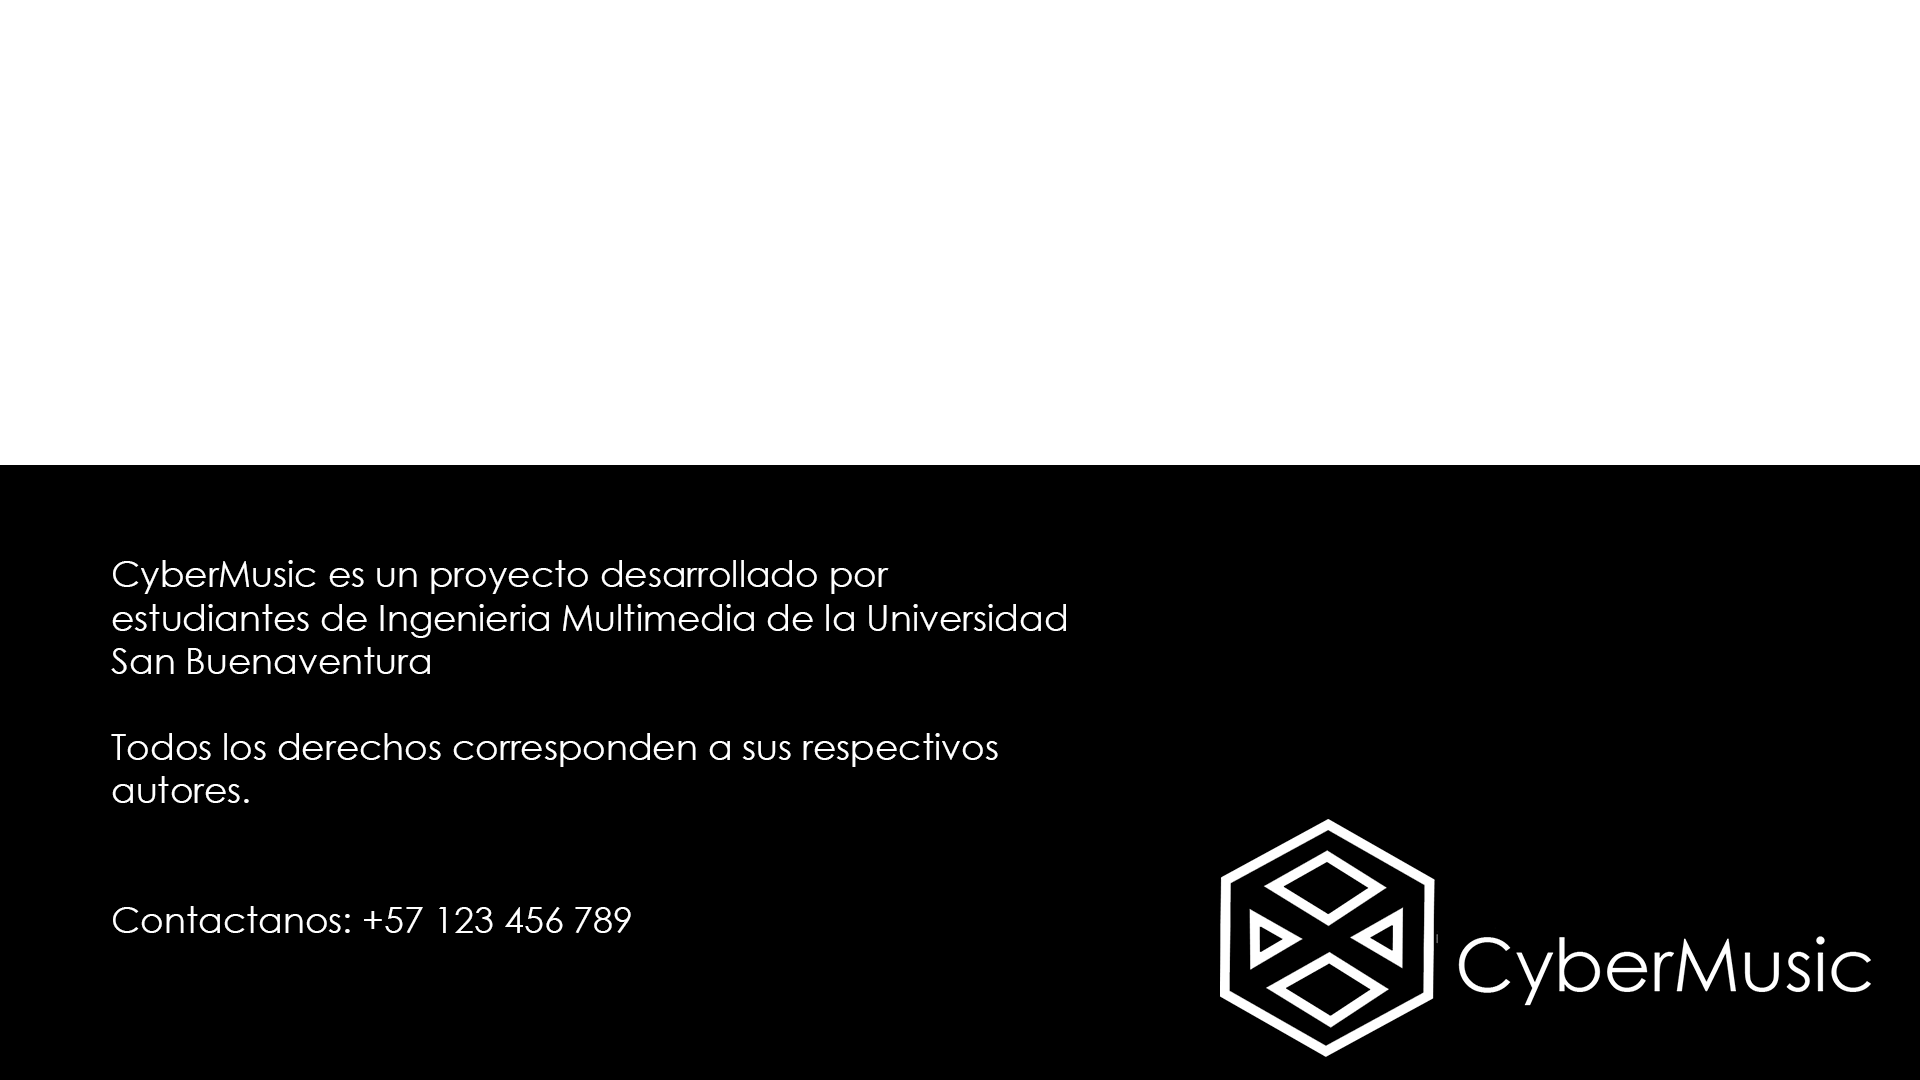 CyberMusic es un proyecto desarrollado por
estudiantes de Ingenieria Multimedia de la Universidad
San Buenaventura
Todos los derechos corresponden a sus respectivos
autores.
Contactanos: +57 123 456 789
CyberMusic